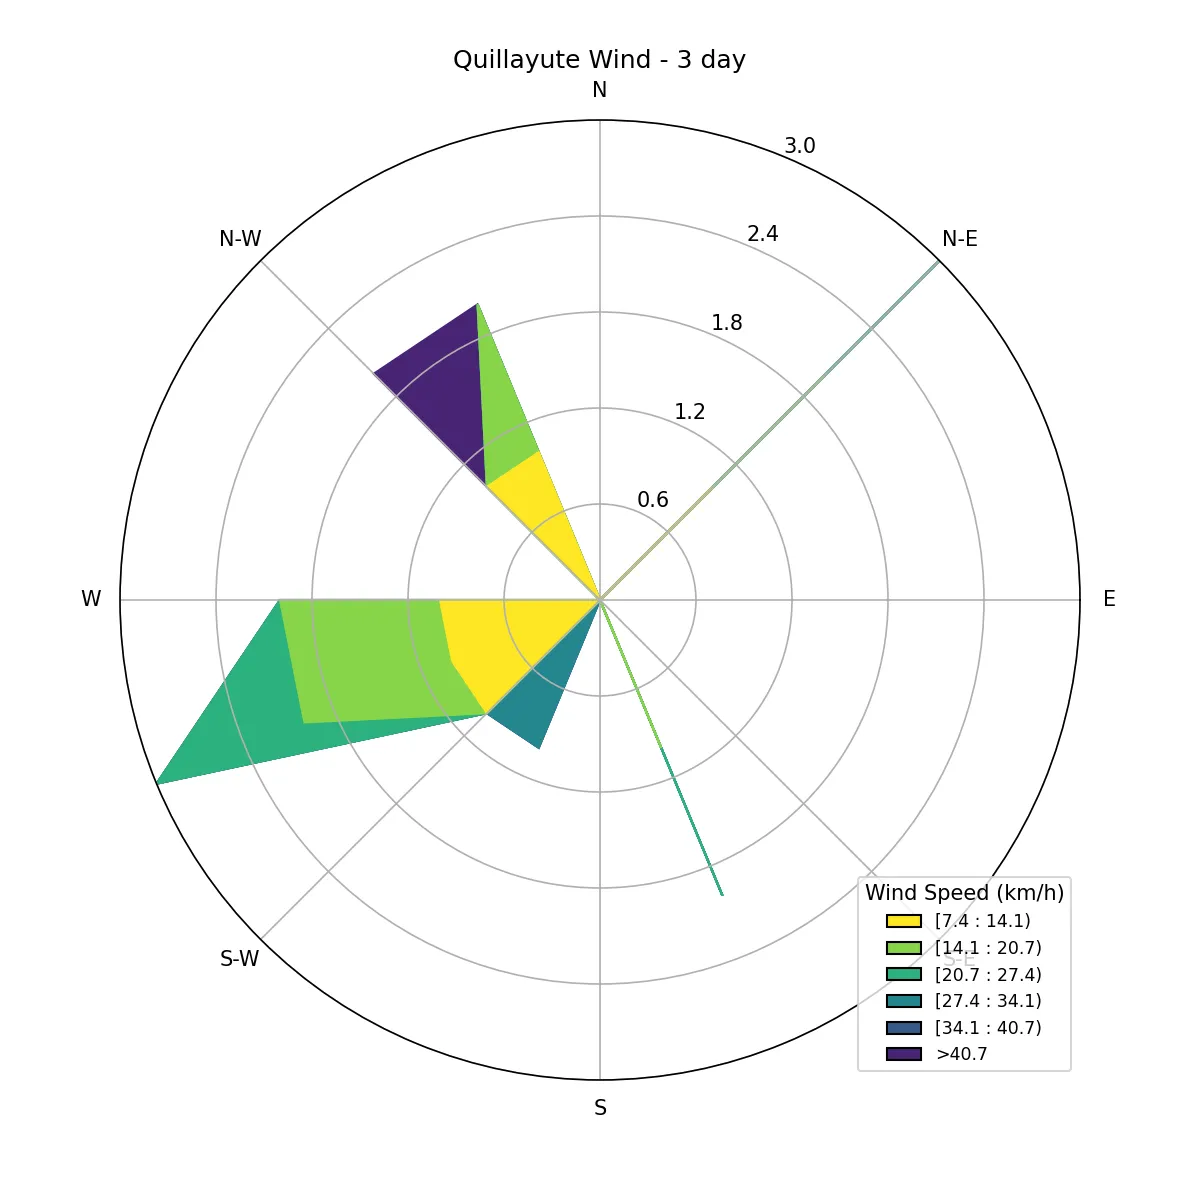 Quillayute Wind - 3 day
N
3.0
N-W
2.4
N-E
1.8
1.2
0.6
W
E
S-W
S-E
Wind Speed (km/h)
[7.4 : 14.1)
[14.1 : 20.7)
[20.7 : 27.4)
[27.4 : 34.1)
[34.1 : 40.7)
>40.7
S